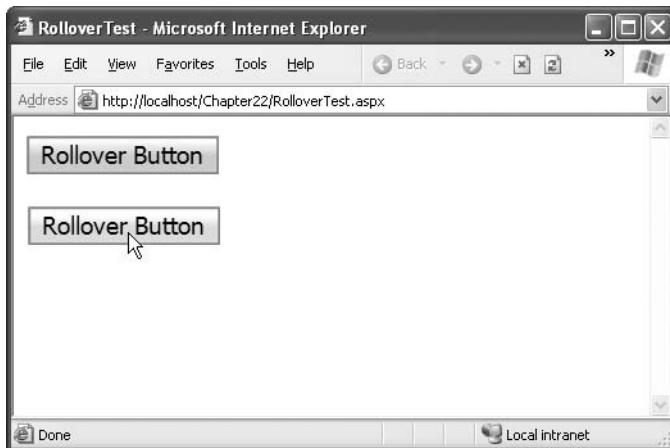 RolloverTest - Microsoft Internet Explorer
File Edit View Favorites Tools Help Back »
Address http://localhost/Chapter22/RolloverTest.aspx
Rollover Button
Rollover Button
Done Local intranet